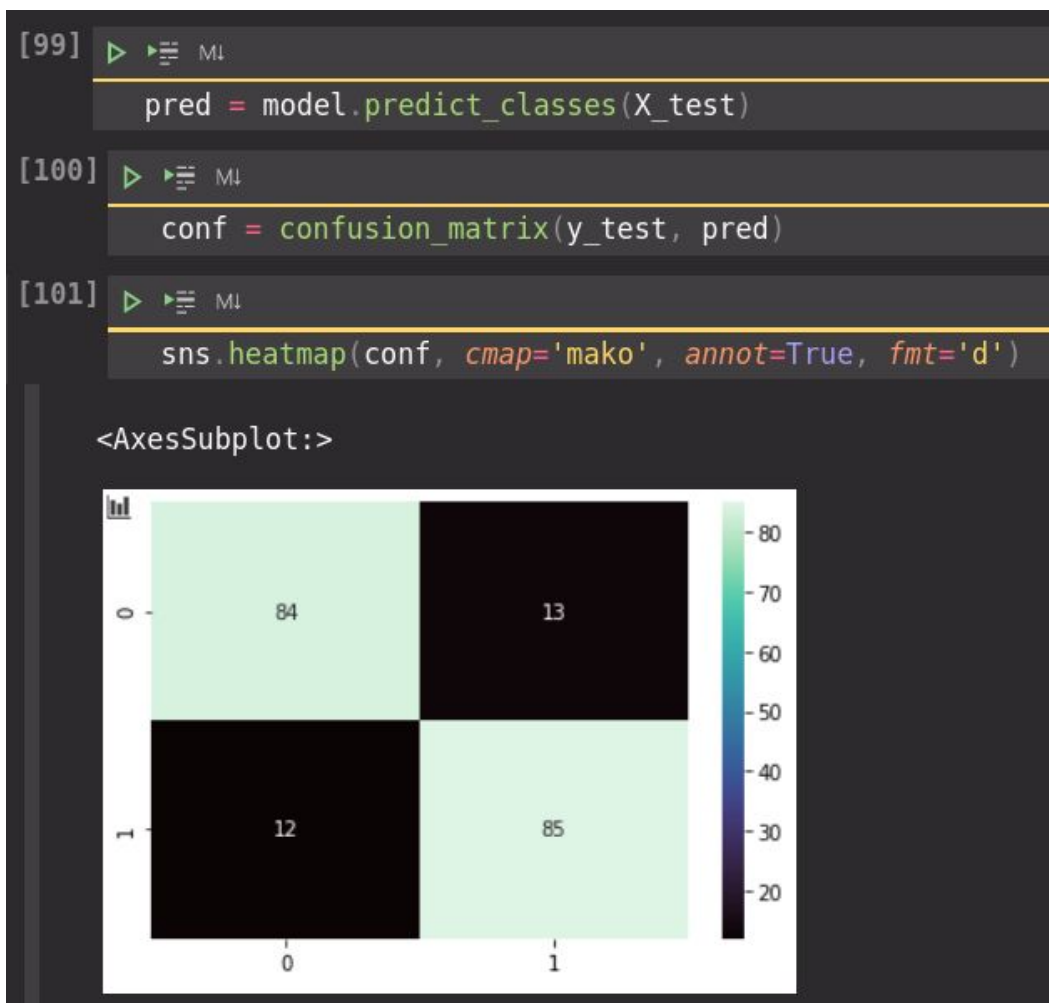 [99] M↓
pred = model.predict_classes(X_test)
[100] M↓
conf = confusion_matrix(y_test, pred)
[101] M↓
sns.heatmap(conf, cmap='mako', annot=True, fmt='d')
<AxesSubplot:>
80
0 84 13
70
60
50
40
1 12 85
30
20
0 1